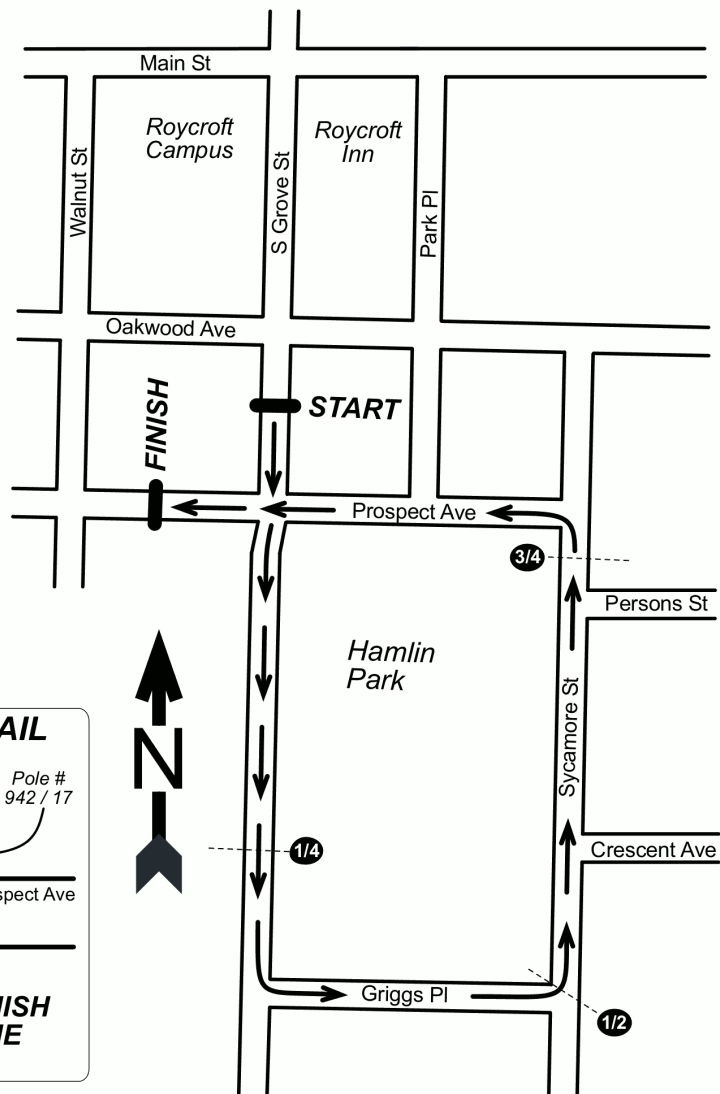 Main St
Roycroft
Campus
Roycroft
Inn
Walnut St
S Grove St
Park Pl
Oakwood Ave
FINISH
START
Prospect Ave
3/4
Persons St
Hamlin
Park
Sycamore St
AIL
Pole #
942 / 17
N
1/4
Crescent Ave
spect Ave
Griggs Pl
NISH
NE
1/2